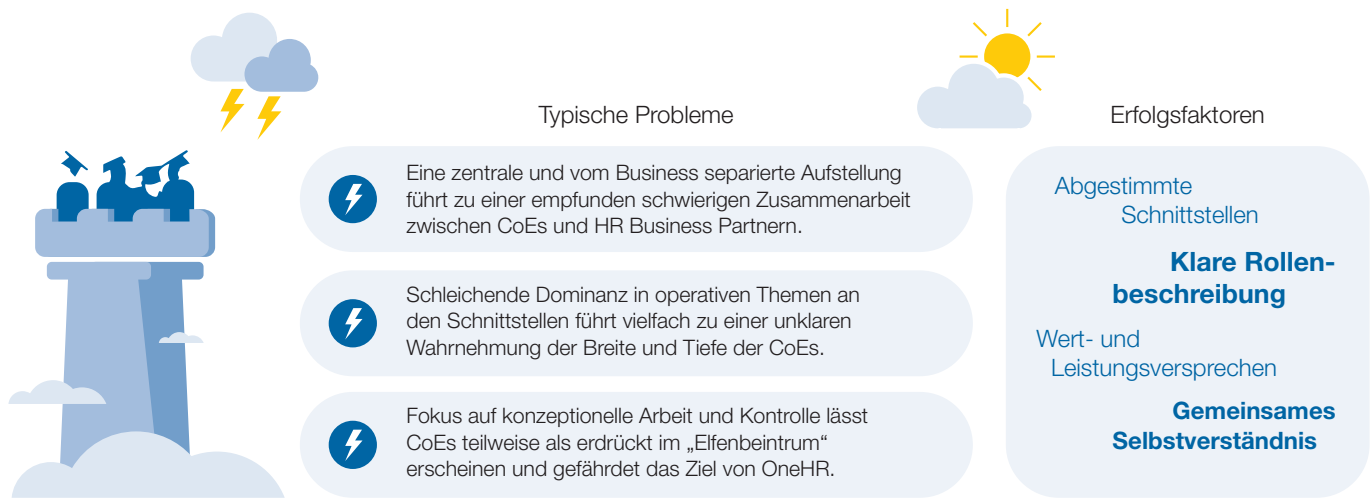 Typische Probleme
Eine zentrale und vom Business separierte Aufstellung
führt zu einer empfunden schwierigen Zusammenarbeit
zwischen CoEs und HR Business Partnern.
Schleichende Dominanz in operativen Themen an
den Schnittstellen führt vielfach zu einer unklaren
Wahrnehmung der Breite und Tiefe der CoEs.
Fokus auf konzeptionelle Arbeit und Kontrolle lässt
CoEs teilweise als erdrückt im „Elfenbeintrum“
erscheinen und gefährdet das Ziel von OneHR.
Erfolgsfaktoren
Abgestimmte
Schnittstellen
Klare Rollen-
beschreibung
Wert- und
Leistungsversprechen
Gemeinsames
Selbstverständnis